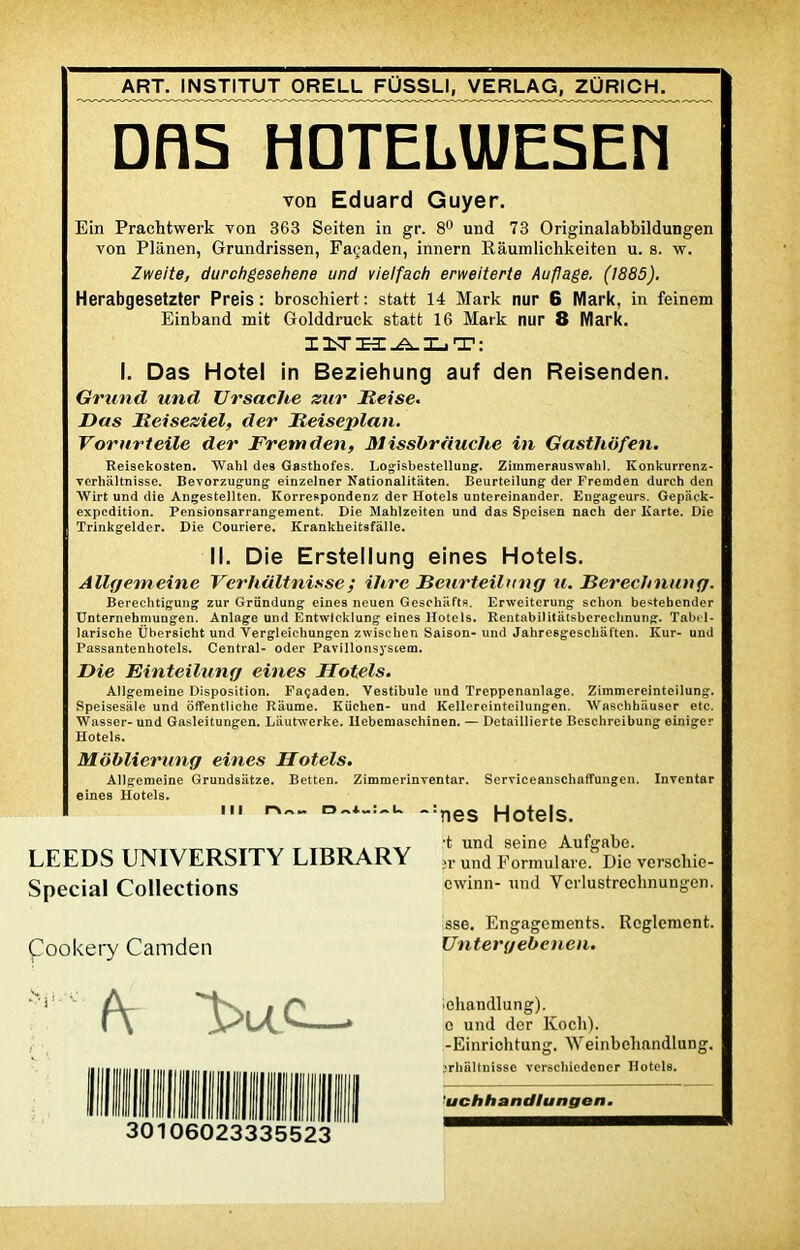 ART. INSTITUT ORELL FÜSSLI, VERLAG, ZÜRICH.
DAS HOTELWESEN
von Eduard Guyer.
Ein Prachtwerk von 363 Seiten in gr. 8⁰ und 73 Originalabbildungen
von Plänen, Grundrissen, Façaden, innern Räumlichkeiten u. s. w.
Zweite, durchgesehene und vielfach erweiterte Auflage. (1885).
Herabgesetzter Preis: broschiert: statt 14 Mark nur 6 Mark, in feinem
Einband mit Golddruck statt 16 Mark nur 8 Mark.
INHALT:
I. Das Hotel in Beziehung auf den Reisenden.
Grund und Ursache zur Reise.
Das Reiseziel, der Reiseplan.
Vorurteile der Fremden, Missbräuche in Gasthöfen.
Reisekosten. Wahl des Gasthofes. Logisbestellung. Zimmerauswahl. Konkurrenz-
verhältnisse. Bevorzugung einzelner Nationalitäten. Beurteilung der Fremden durch den
Wirt und die Angestellten. Korrespondenz der Hotels untereinander. Engageurs. Gepäck-
expedition. Pensionsarrangement. Die Mahlzeiten und das Speisen nach der Karte. Die
Trinkgelder. Die Couriere. Krankheitsfälle.
II. Die Erstellung eines Hotels.
Allgemeine Verhältnisse; ihre Beurteilung u. Berechnung.
Berechtigung zur Gründung eines neuen Geschäfts. Erweiterung schon bestehender
Unternehmungen. Anlage und Entwicklung eines Hotels. Rentabilitätsberechnung. Tabel-
larische Übersicht und Vergleichungen zwischen Saison- und Jahresgeschäften. Kur- und
Passantenhotels. Central- oder Pavillonsystem.
Die Einteilung eines Hotels.
Allgemeine Disposition. Façaden. Vestibule und Treppenanlage. Zimmereinteilung.
Speisesäle und öffentliche Räume. Küchen- und Kellereinteilungen. Waschhäuser etc.
Wasser- und Gasleitungen. Läutwerke. Hebemaschinen. — Detaillierte Beschreibung einiger
Hotels.
Möblierung eines Hotels.
Allgemeine Grundsätze. Betten. Zimmerinventar. Serviceanschaffungen. Inventar
eines Hotels.
III. Der Betrieb eines Hotels.
t und seine Aufgabe.
er und Formulare. Die verschie-
ewinn- und Verlustrechnungen.
sse. Engagements. Reglement.
Untergebenen.
ehandlung).
e und der Koch).
-Einrichtung. Weinbehandlung.
erhältnisse verschiedener Hotels.
uchhandlungen.
LEEDS UNIVERSITY LIBRARY
Special Collections
Cookery Camden
A BUC
30106023335523